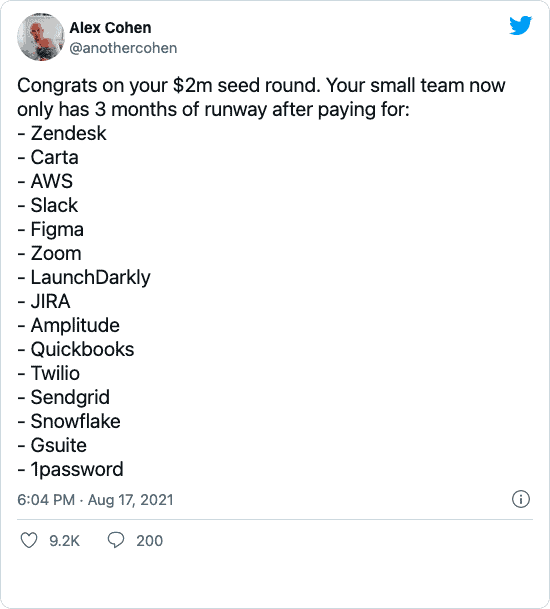 Alex Cohen
@anothercohen
Congrats on your $2m seed round. Your small team now
only has 3 months of runway after paying for:
- Zendesk
- Carta
- AWS
- Slack
- Figma
- Zoom
- LaunchDarkly
- JIRA
- Amplitude
- Quickbooks
- Twilio
- Sendgrid
- Snowflake
- Gsuite
- 1password
6:04 PM · Aug 17, 2021
9.2K 200